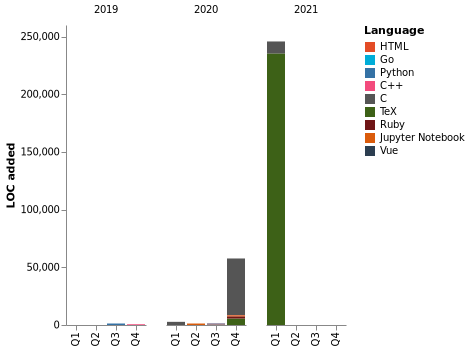 2019 2020 2021
Language
HTML
Go
Python
C++
C
TeX
Ruby
Jupyter Notebook
Vue
LOC added
250,000
200,000
150,000
100,000
50,000
0
Q1 Q2 Q3 Q4 Q1 Q2 Q3 Q4 Q1 Q2 Q3 Q4